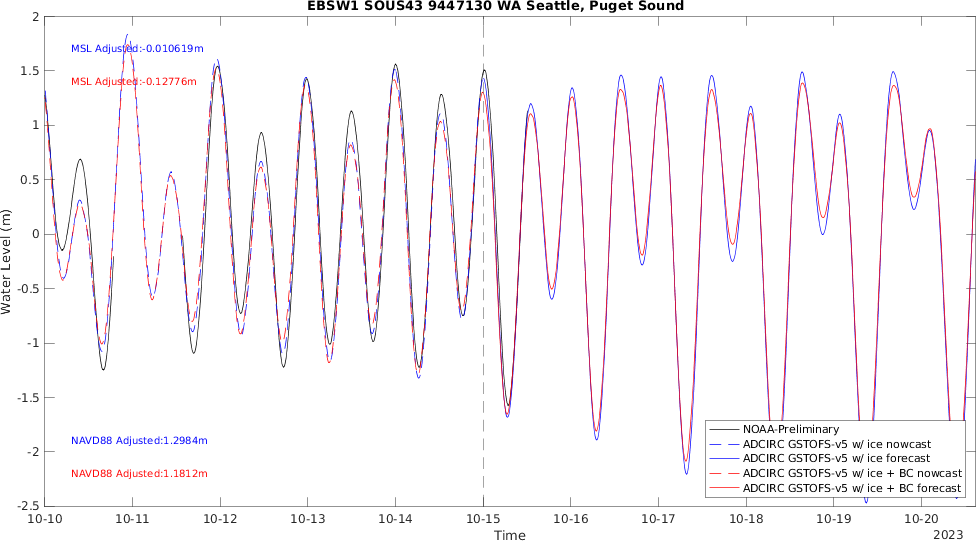 EBSW1 SOUS43 9447130 WA Seattle, Puget Sound
2
1.5
1
0.5
0
-0.5
-1
-1.5
-2
-2.5
Water Level (m)
MSL Adjusted:-0.010619m
MSL Adjusted:-0.12776m
NAVD88 Adjusted:1.2984m
NAVD88 Adjusted:1.1812m
NOAA-Preliminary
ADCIRC GSTOFS-v5 w/ ice nowcast
ADCIRC GSTOFS-v5 w/ ice forecast
ADCIRC GSTOFS-v5 w/ ice + BC nowcast
ADCIRC GSTOFS-v5 w/ ice + BC forecast
10-10 10-11 10-12 10-13 10-14 10-15 10-16 10-17 10-18 10-19 10-20
Time
2023